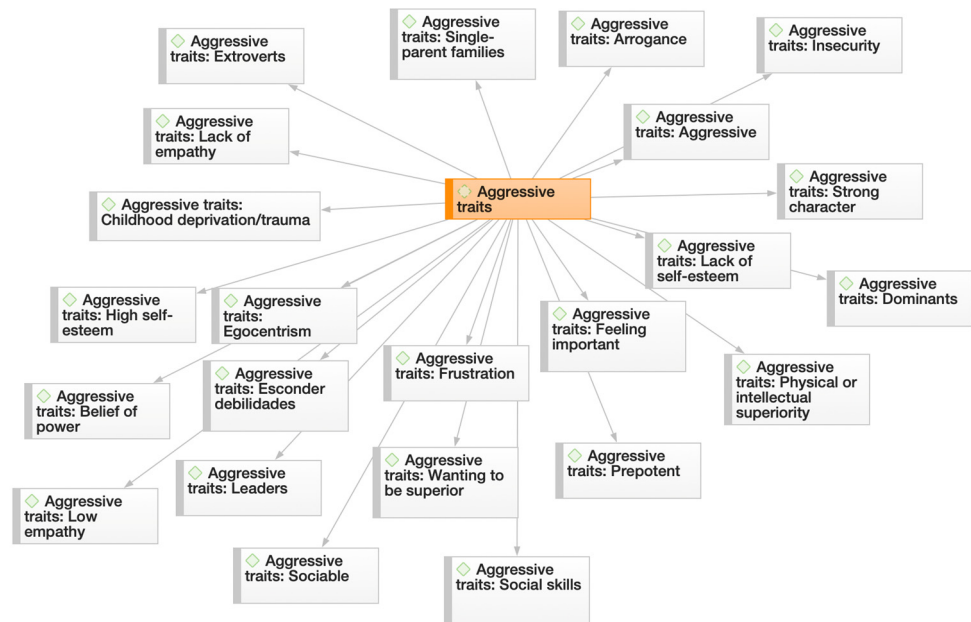 Aggressive
traits: Extroverts
Aggressive
traits: Single-
parent families
Aggressive
traits: Arrogance
Aggressive
traits: Insecurity
Aggressive
traits: Lack of
empathy
Aggressive
traits: Aggressive
Aggressive
traits
Aggressive
traits: Strong
character
Aggressive traits:
Childhood deprivation/trauma
Aggressive
traits: Lack of
self-esteem
Aggressive
traits: Dominants
Aggressive
traits: High self-
esteem
Aggressive
traits:
Egocentrism
Aggressive
traits: Feeling
important
Aggressive
traits: Frustration
Aggressive
traits: Physical or
intellectual
superiority
Aggressive
traits: Belief of
power
Aggressive
traits: Esconder
debilidades
Aggressive
traits: Leaders
Aggressive
traits: Wanting to
be superior
Aggressive
traits: Prepotent
Aggressive
traits: Low
empathy
Aggressive
traits: Sociable
Aggressive
traits: Social skills